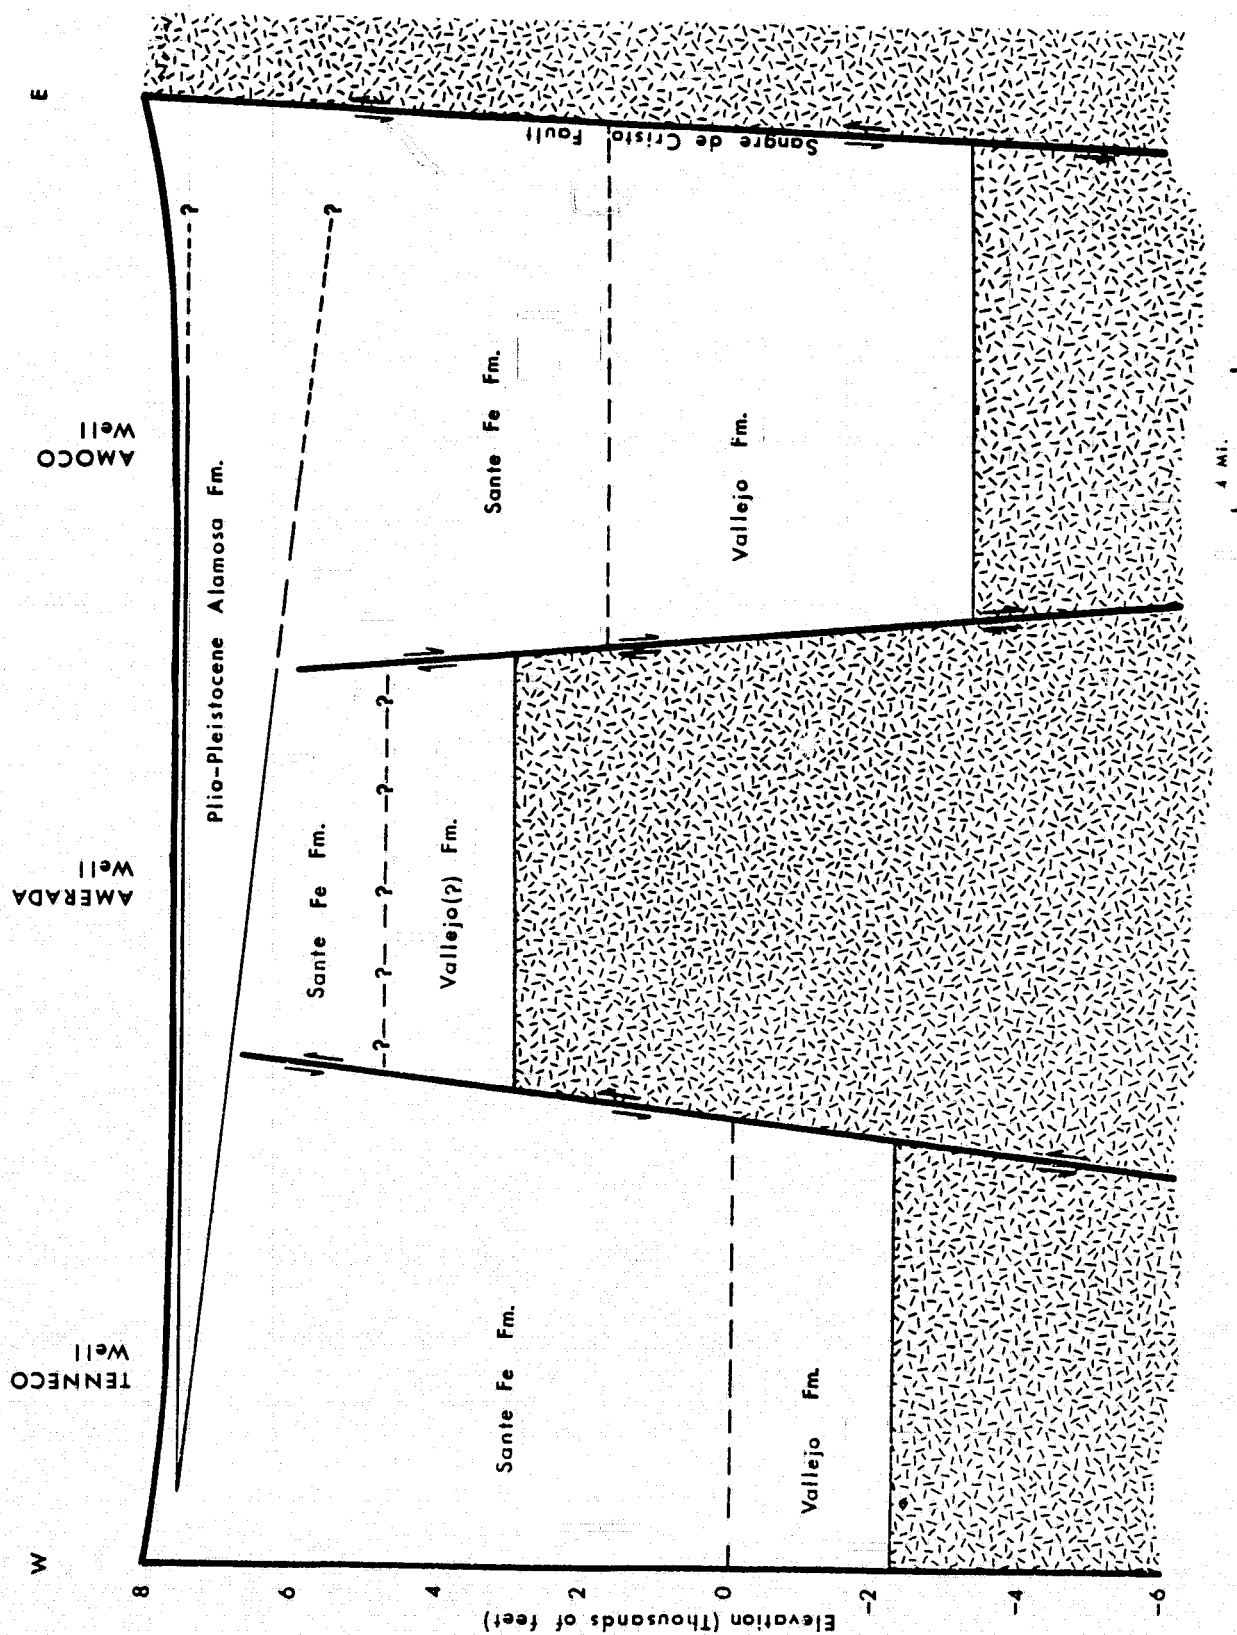 W
E
TENNECO
Well
AMERADA
Well
AMOCO
Well
8
6
4
2
0
-2
-4
-6
Elevation (Thousands of feet)
Plio-Pleistocene Alamosa Fm.
?
?
Sante Fe Fm.
Vallejo Fm.
Sante Fe Fm.
-?- -?- -?- -?- -?-
Vallejo(?) Fm.
Sante Fe Fm.
Vallejo Fm.
Sangre de Cristo
Fault
4 Mi.